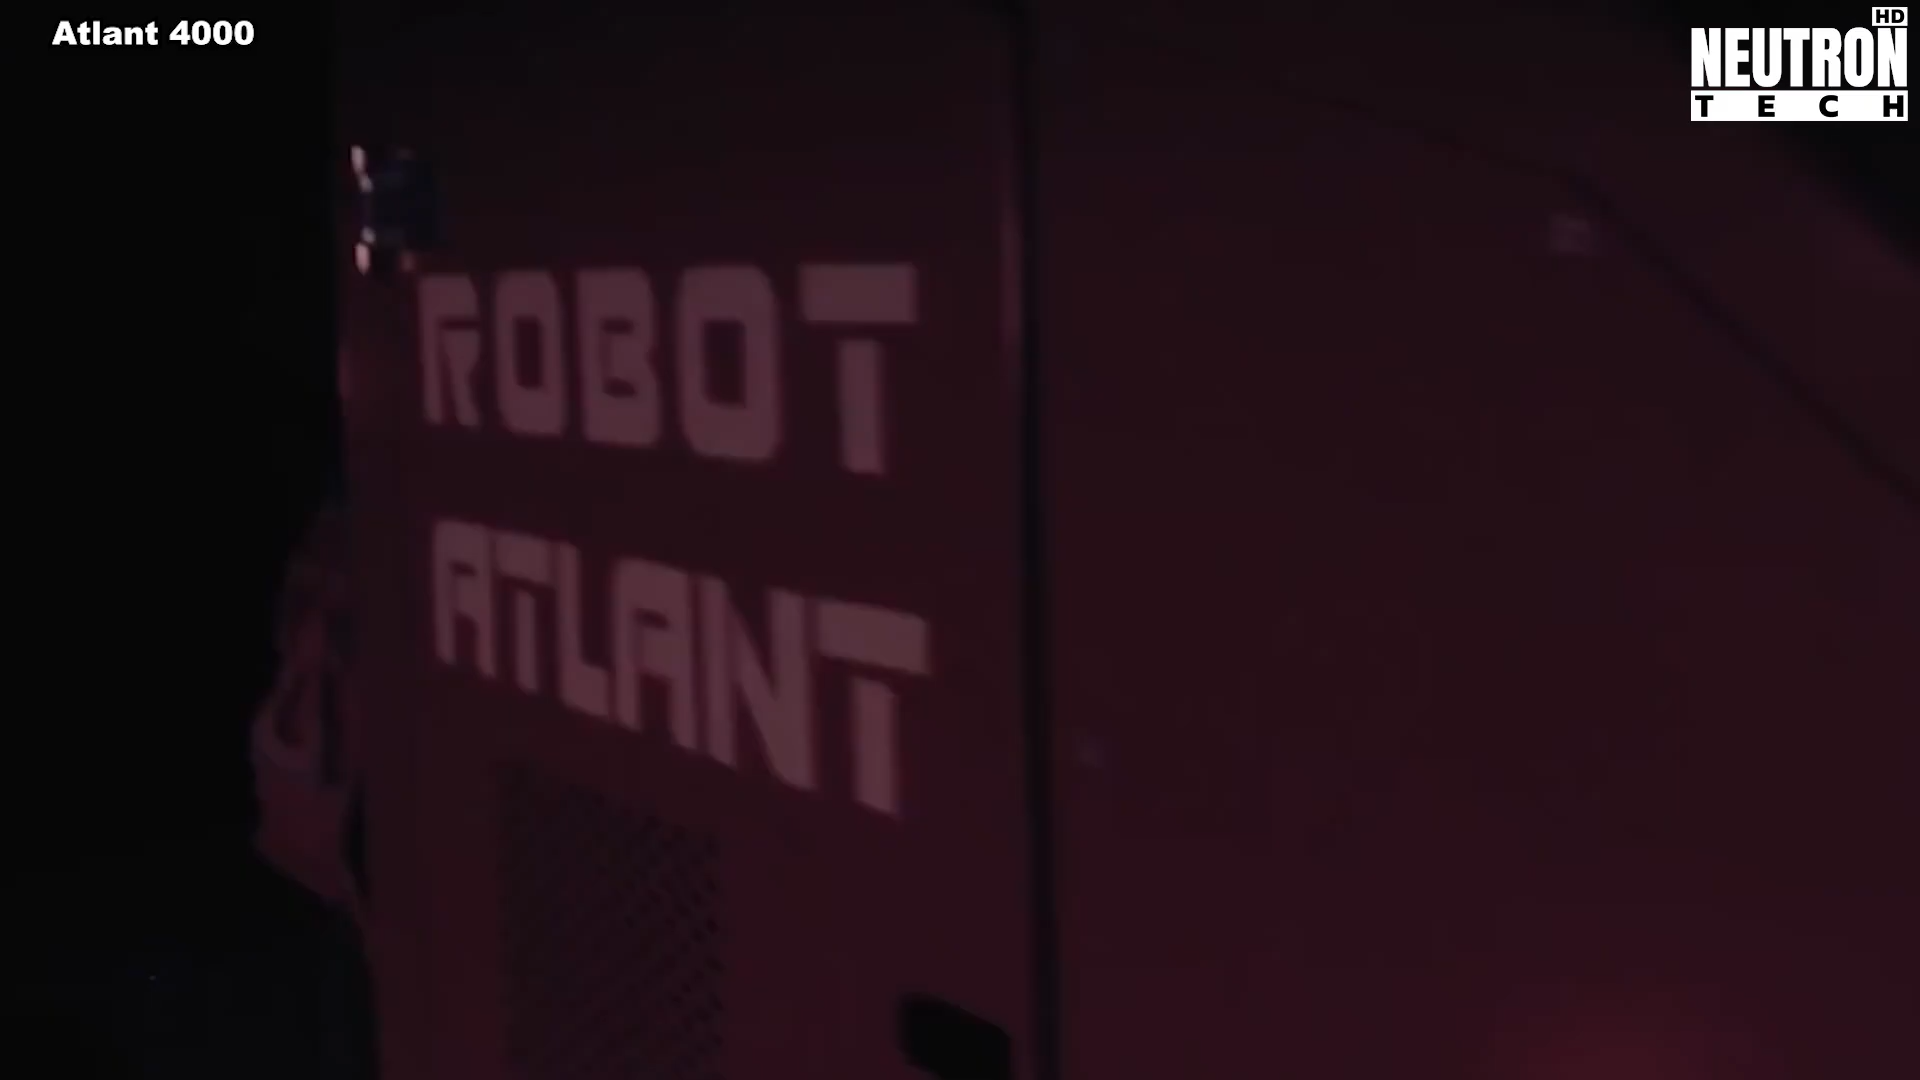 Atlant 4000
HD
NEUTRON
TECH
ROBOT
ATLANT